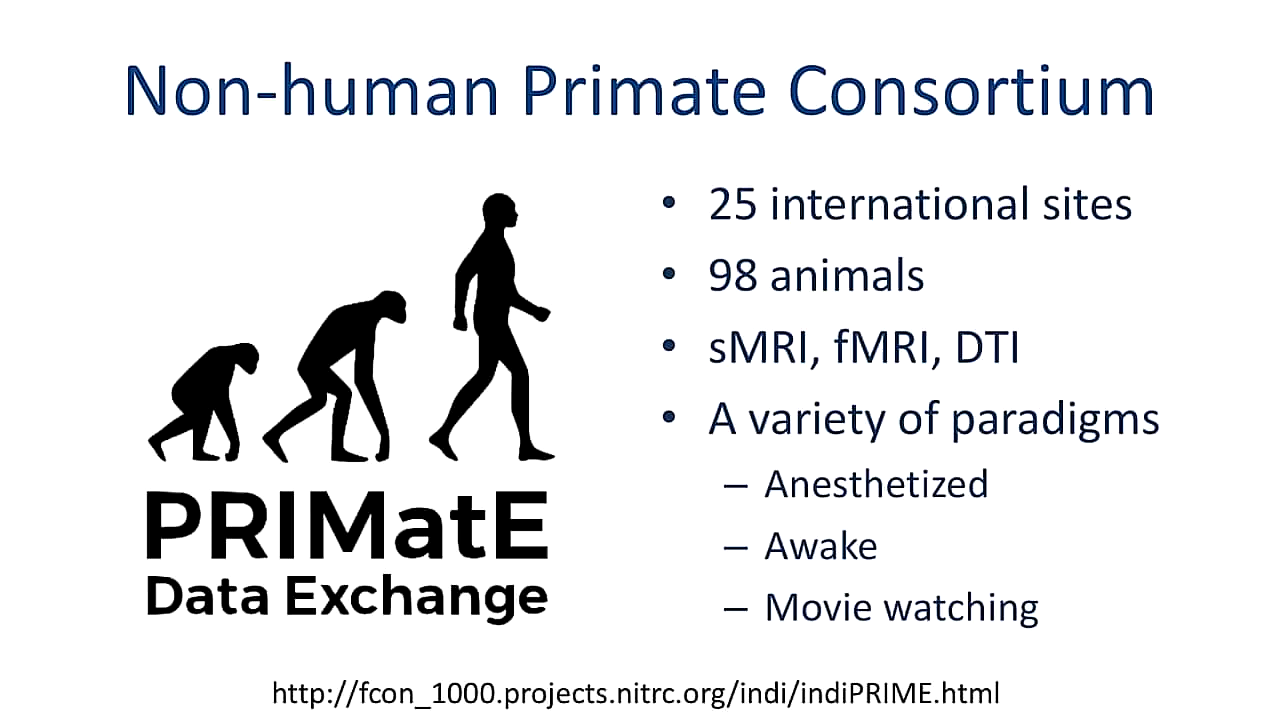 Non-human Primate Consortium
• 25 international sites
• 98 animals
• sMRI, fMRI, DTI
• A variety of paradigms
– Anesthetized
– Awake
– Movie watching
PRIMatE
Data Exchange
http://fcon_1000.projects.nitrc.org/indi/indiPRIME.html